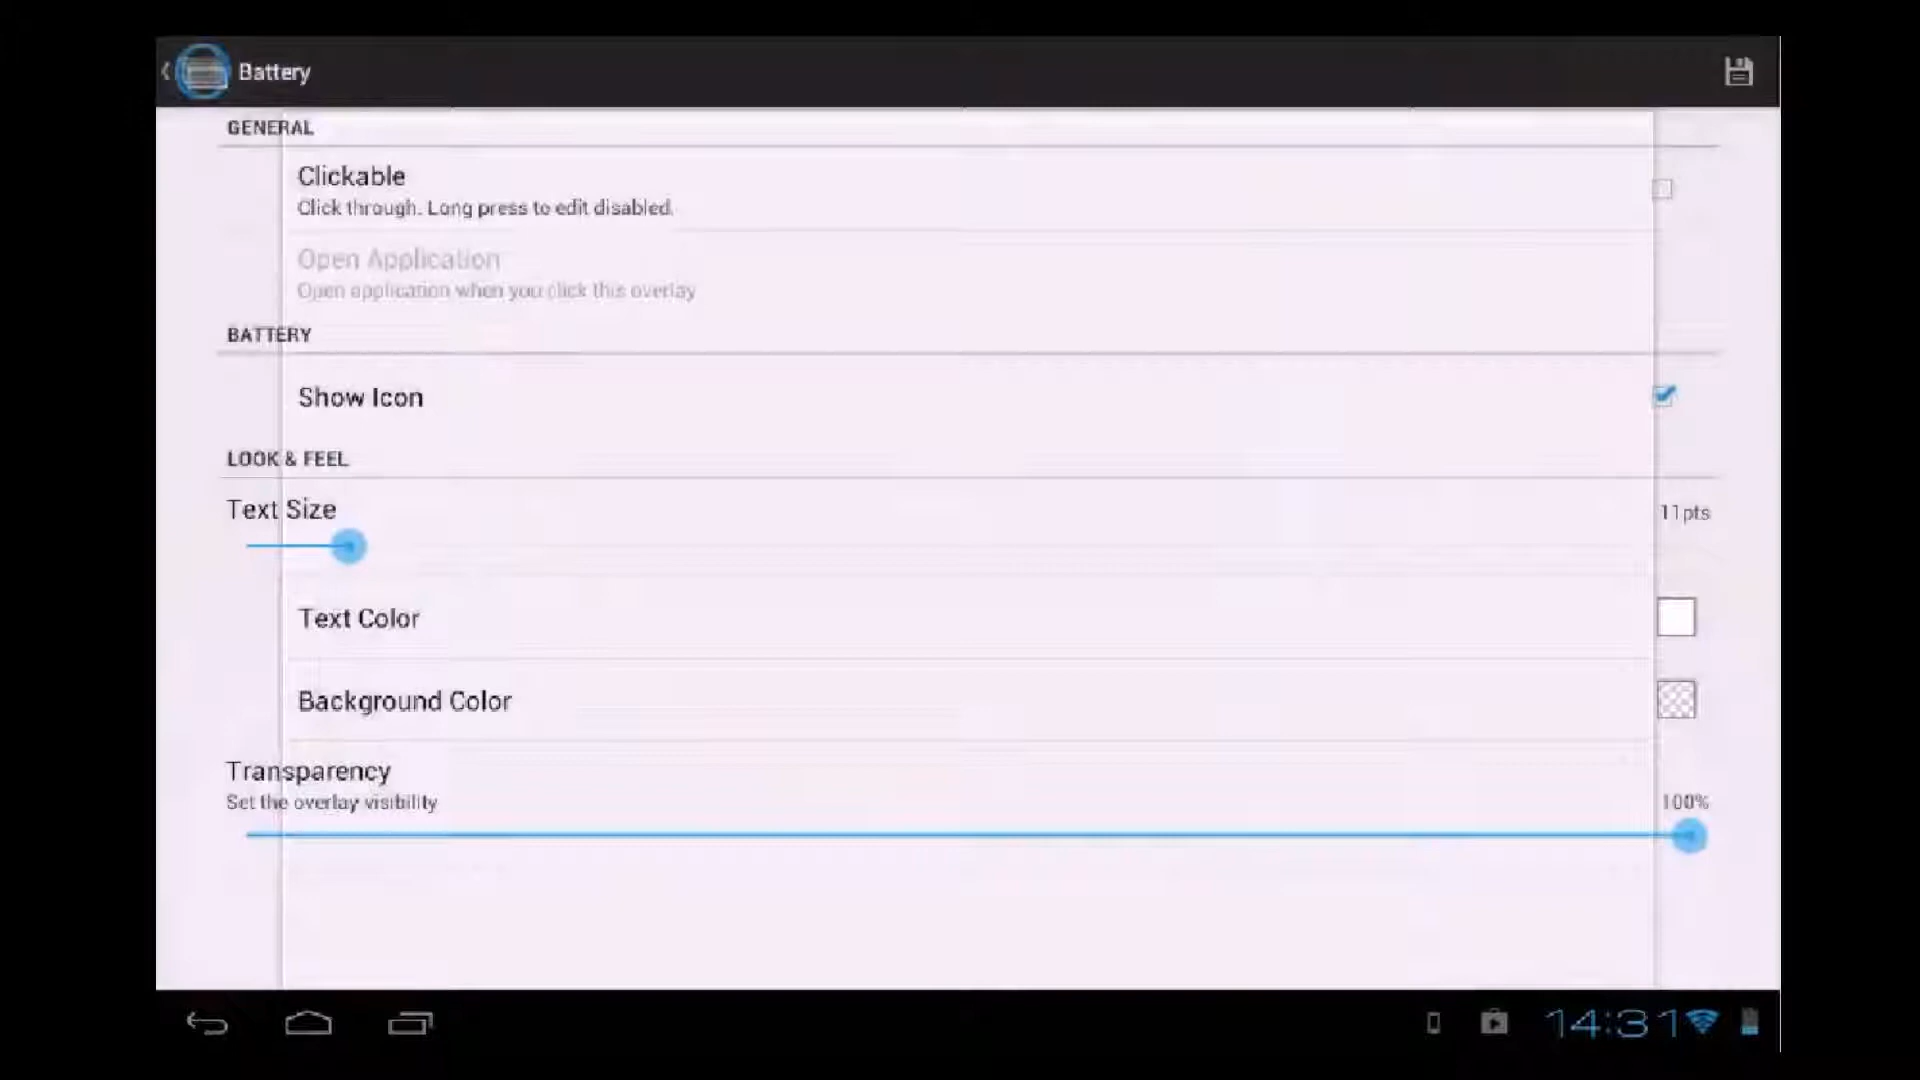 Battery
GENERAL
Clickable
Click through. Long press to edit disabled.
Open Application
Open application when you click this overlay
BATTERY
Show Icon
LOOK & FEEL
Text Size
11pts
Text Color
Background Color
Transparency
Set the overlay visibility
100%
14:31